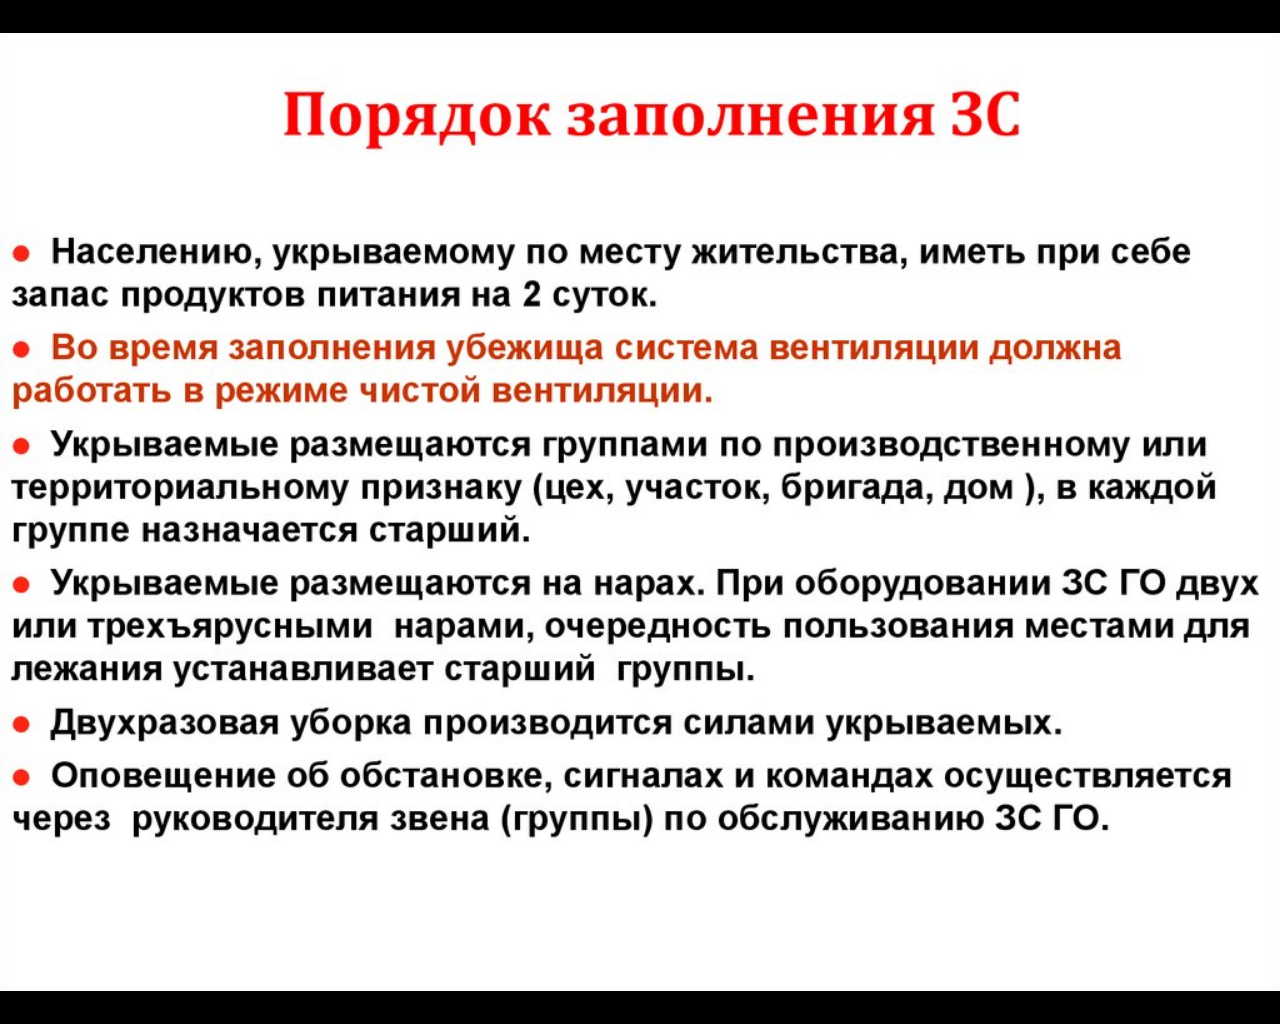 Порядок заполнения ЗС
● Населению, укрываемому по месту жительства, иметь при себе
запас продуктов питания на 2 суток.
● Во время заполнения убежища система вентиляции должна
работать в режиме чистой вентиляции.
● Укрываемые размещаются группами по производственному или
территориальному признаку (цех, участок, бригада, дом ), в каждой
группе назначается старший.
● Укрываемые размещаются на нарах. При оборудовании ЗС ГО двух
или трехъярусными  нарами, очередность пользования местами для
лежания устанавливает старший  группы.
● Двухразовая уборка производится силами укрываемых.
● Оповещение об обстановке, сигналах и командах осуществляется
через  руководителя звена (группы) по обслуживанию ЗС ГО.